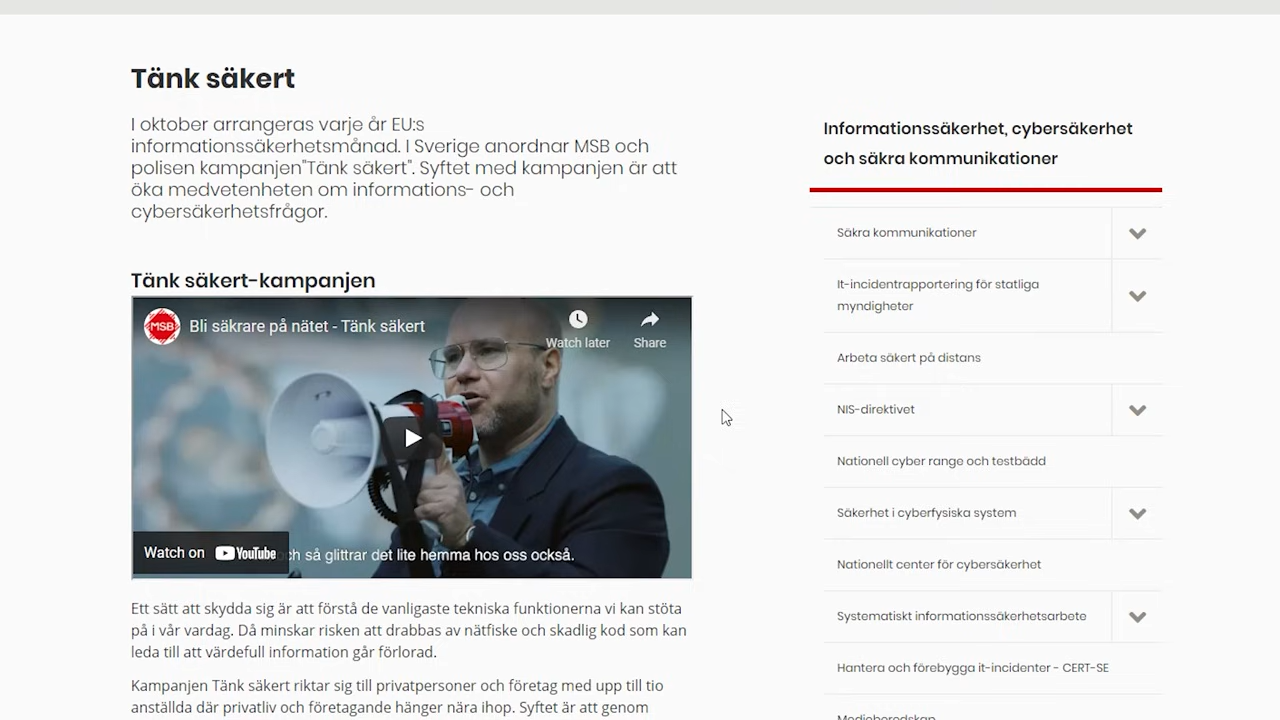 Tänk säkert
I oktober arrangeras varje år EU:s
informationssäkerhetsmånad. I Sverige anordnar MSB och
polisen kampanjen"Tänk säkert". Syftet med kampanjen är att
öka medvetenheten om informations- och
cybersäkerhetsfrågor.
Tänk säkert-kampanjen
MSB
Bli säkrare på nätet - Tänk säkert
Watch later
Share
Watch on YouTube
ch så glittrar det lite hemma hos oss också.
Ett sätt att skydda sig är att förstå de vanligaste tekniska funktionerna vi kan stöta
på i vår vardag. Då minskar risken att drabbas av nätfiske och skadlig kod som kan
leda till att värdefull information går förlorad.
Kampanjen Tänk säkert riktar sig till privatpersoner och företag med upp till tio
anställda där privatliv och företagande hänger nära ihop. Syftet är att genom
Informationssäkerhet, cybersäkerhet
och säkra kommunikationer
Säkra kommunikationer
It-incidentrapportering för statliga
myndigheter
Arbeta säkert på distans
NIS-direktivet
Nationell cyber range och testbädd
Säkerhet i cyberfysiska system
Nationellt center för cybersäkerhet
Systematiskt informationssäkerhetsarbete
Hantera och förebygga it-incidenter - CERT-SE
Medieberedskap